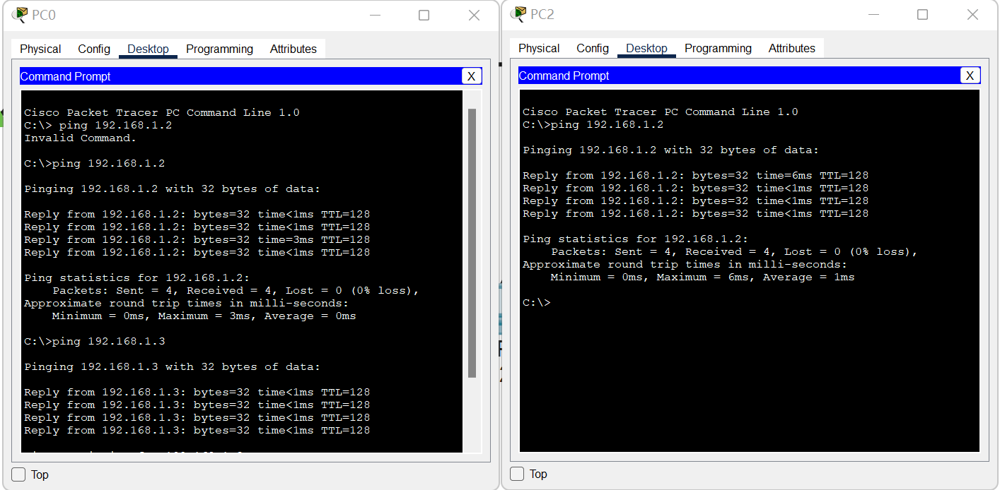 PC0
Physical Config Desktop Programming Attributes
Command Prompt X
Cisco Packet Tracer PC Command Line 1.0
C:\> ping 192.168.1.2
Invalid Command.
C:\>ping 192.168.1.2
Pinging 192.168.1.2 with 32 bytes of data:
Reply from 192.168.1.2: bytes=32 time<1ms TTL=128
Reply from 192.168.1.2: bytes=32 time<1ms TTL=128
Reply from 192.168.1.2: bytes=32 time=3ms TTL=128
Reply from 192.168.1.2: bytes=32 time<1ms TTL=128
Ping statistics for 192.168.1.2:
Packets: Sent = 4, Received = 4, Lost = 0 (0% loss),
Approximate round trip times in milli-seconds:
Minimum = 0ms, Maximum = 3ms, Average = 0ms
C:\>ping 192.168.1.3
Pinging 192.168.1.3 with 32 bytes of data:
Reply from 192.168.1.3: bytes=32 time<1ms TTL=128
Reply from 192.168.1.3: bytes=32 time<1ms TTL=128
Reply from 192.168.1.3: bytes=32 time<1ms TTL=128
Reply from 192.168.1.3: bytes=32 time<1ms TTL=128
Top
PC2
Physical Config Desktop Programming Attributes
Command Prompt X
Cisco Packet Tracer PC Command Line 1.0
C:\>ping 192.168.1.2
Pinging 192.168.1.2 with 32 bytes of data:
Reply from 192.168.1.2: bytes=32 time=6ms TTL=128
Reply from 192.168.1.2: bytes=32 time<1ms TTL=128
Reply from 192.168.1.2: bytes=32 time<1ms TTL=128
Reply from 192.168.1.2: bytes=32 time<1ms TTL=128
Ping statistics for 192.168.1.2:
Packets: Sent = 4, Received = 4, Lost = 0 (0% loss),
Approximate round trip times in milli-seconds:
Minimum = 0ms, Maximum = 6ms, Average = 1ms
C:\>
Top